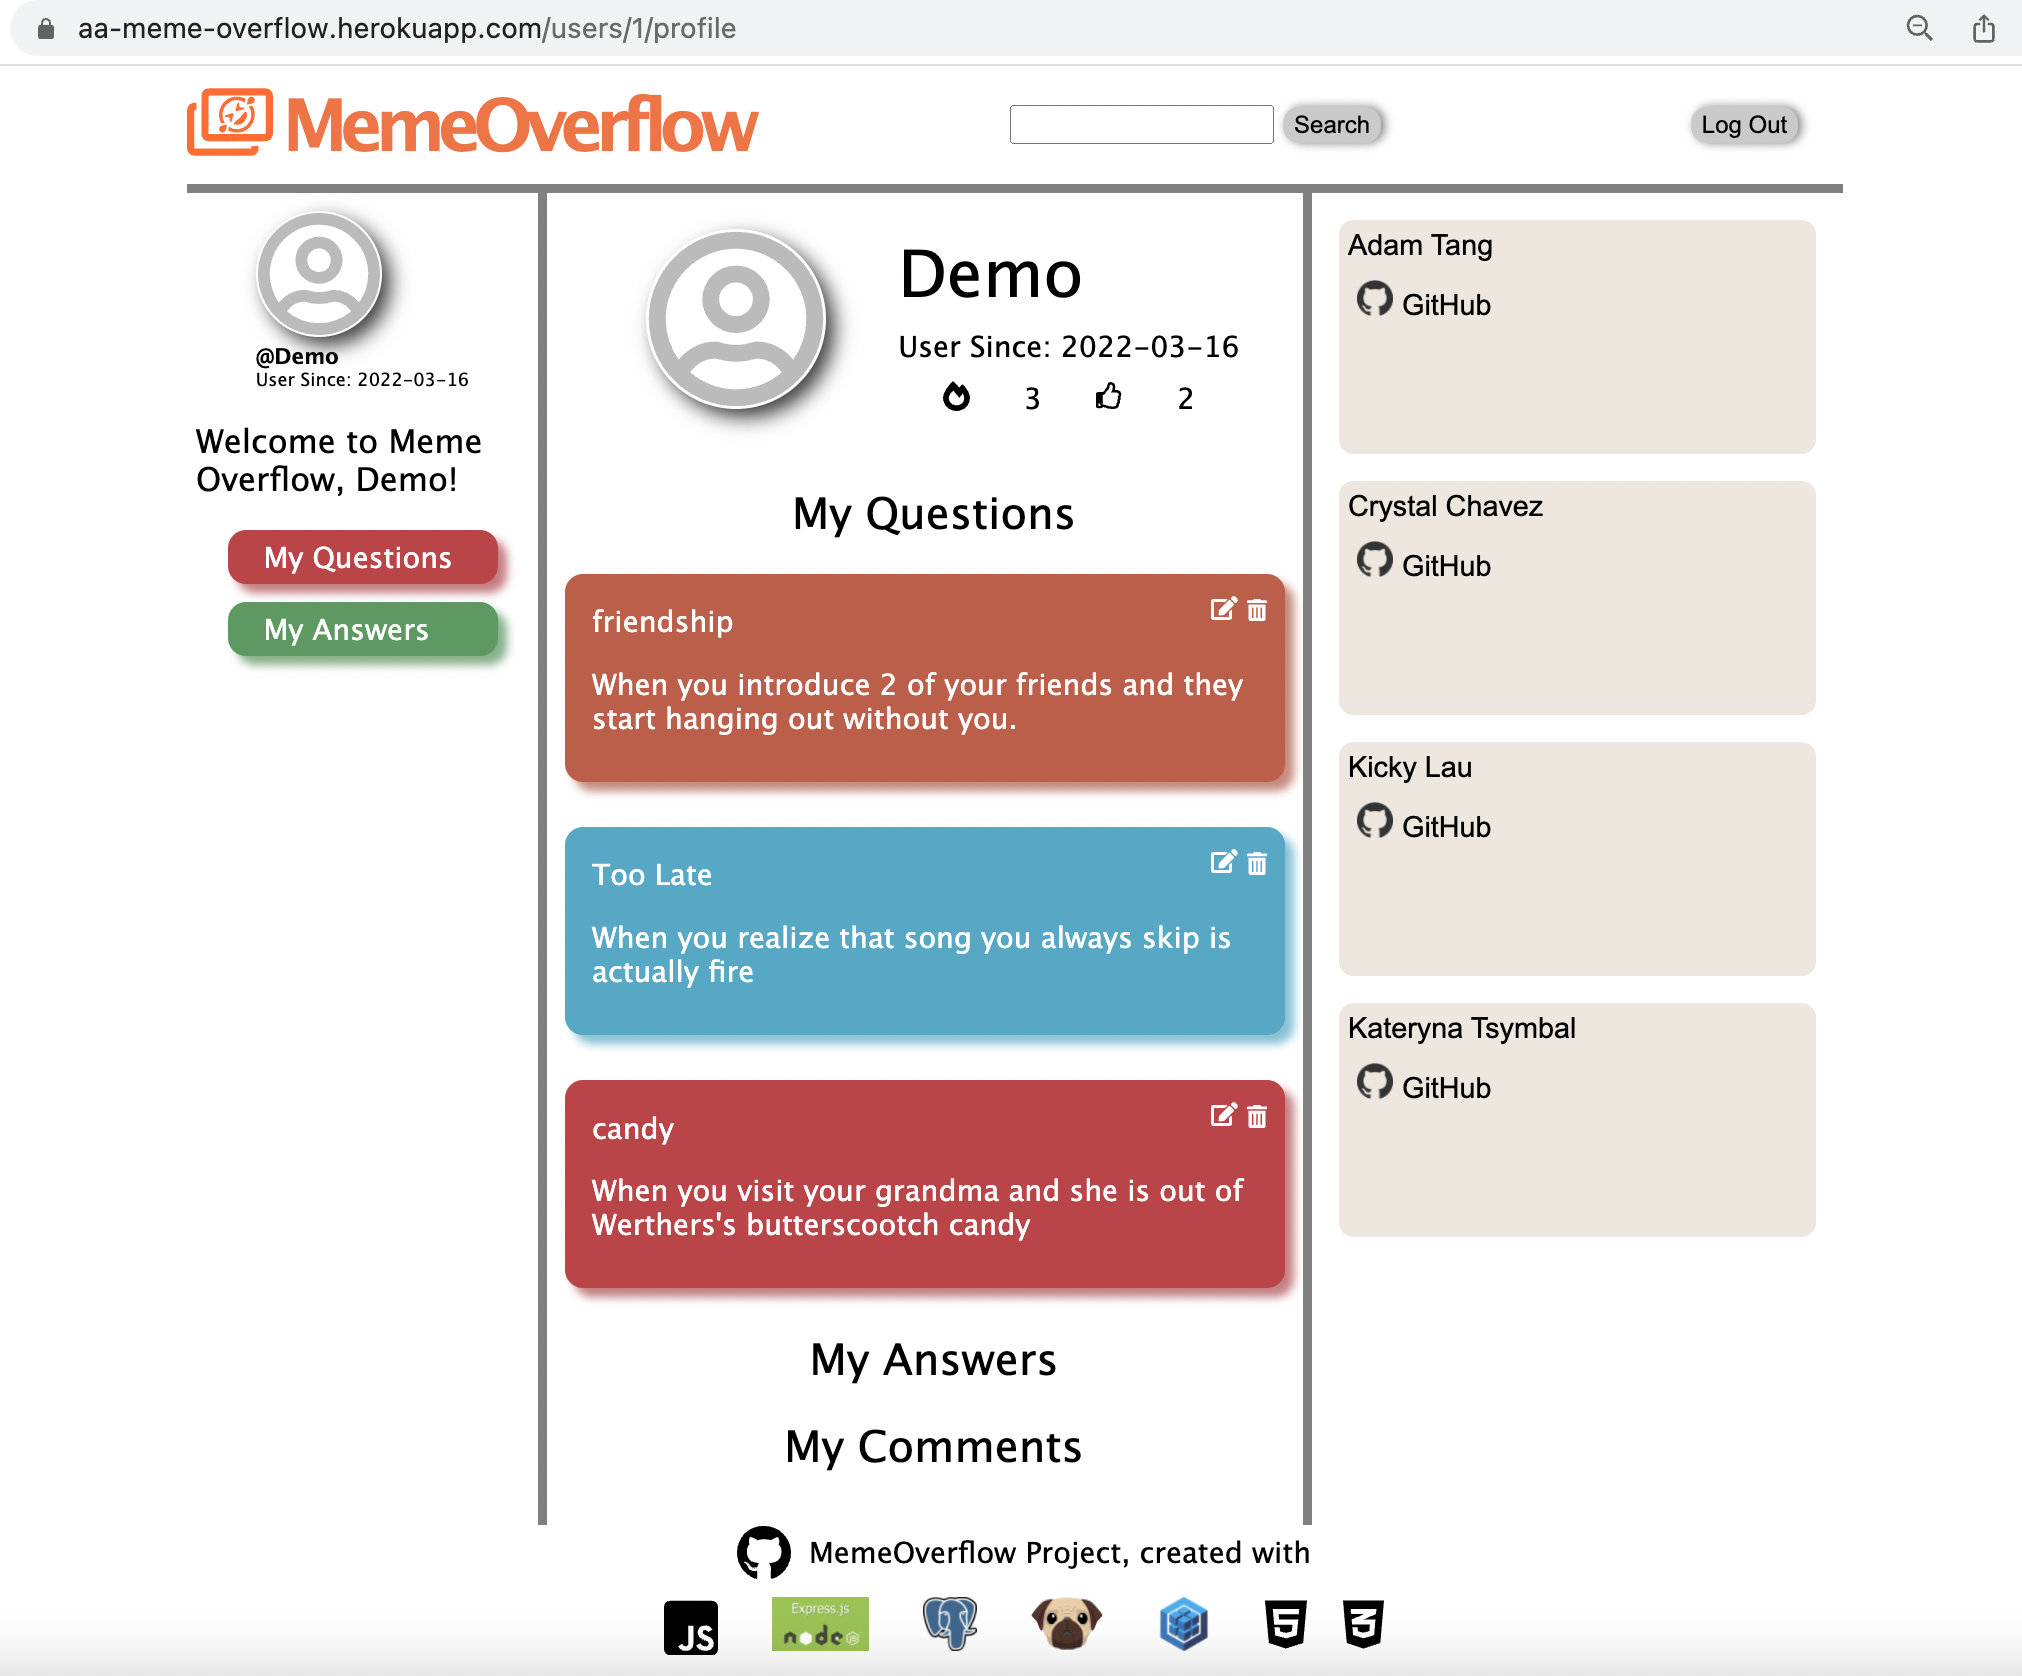 aa-meme-overflow.herokuapp.com/users/1/profile
MemeOverflow
Search
Log Out
@Demo
User Since: 2022-03-16
Welcome to Meme
Overflow, Demo!
My Questions
My Answers
Demo
User Since: 2022-03-16
3
2
My Questions
friendship
When you introduce 2 of your friends and they
start hanging out without you.
Too Late
When you realize that song you always skip is
actually fire
candy
When you visit your grandma and she is out of
Werthers's butterscootch candy
My Answers
My Comments
Adam Tang
GitHub
Crystal Chavez
GitHub
Kicky Lau
GitHub
Kateryna Tsymbal
GitHub
MemeOverflow Project, created with
JS
Express.js
node JS
5
3